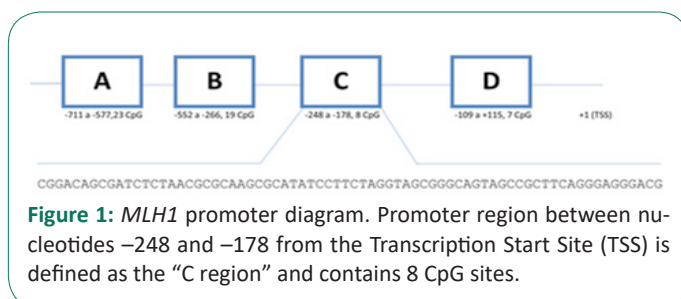 A B C D
-711 a -577,23 CpG -552 a -266, 19 CpG -248 a -178, 8 CpG -109 a +115, 7 CpG +1 (TSS)
CGGACAGCGATCTCTAACGCGCAAGCGCATATCCTTCTAGGTAGCGGGCAGTAGCCGCTTCAGGGAGGGACG
Figure 1: MLH1 promoter diagram. Promoter region between nu-
cleotides –248 and –178 from the Transcription Start Site (TSS) is
defined as the “C region” and contains 8 CpG sites.